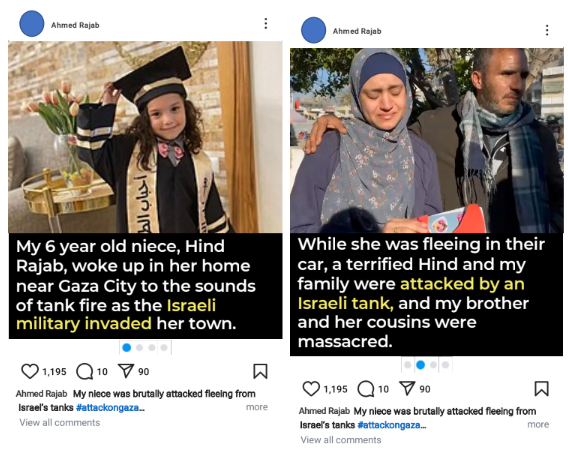 Ahmed Rajab
My 6 year old niece, Hind
Rajab, woke up in her home
near Gaza City to the sounds
of tank fire as the Israeli
military invaded her town.
1,195 10 90
Ahmed Rajab My niece was brutally attacked fleeing from
Israel's tanks #attackongaza... more
View all comments
Ahmed Rajab
While she was fleeing in their
car, a terrified Hind and my
family were attacked by an
Israeli tank, and my brother
and her cousins were
massacred.
1,195 10 90
Ahmed Rajab My niece was brutally attacked fleeing from
Israel's tanks #attackongaza... more
View all comments